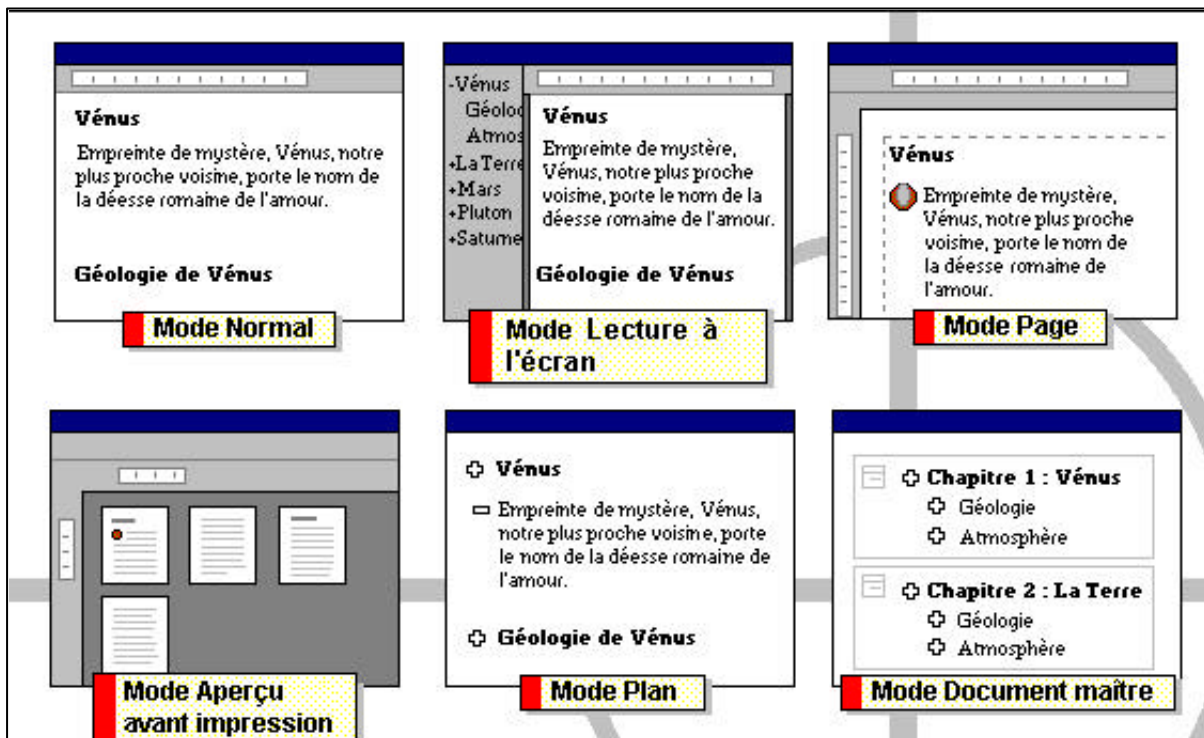 Vénus
Empreinte de mystère, Vénus, notre
plus proche voisine, porte le nom de
la déesse romaine de l'amour.
Géologie de Vénus
Mode Normal
-Vénus
Géoloc
Atmos
+La Terre
+Mars
+Pluton
+Saturne
Vénus
Empreinte de mystère,
Vénus, notre plus proche
voisine, porte le nom de la
déesse romaine de l'amour.
Géologie de Vénus
Mode Lecture à
l'écran
Vénus
Empreinte de mystère,
Vénus, notre plus proche
voisine, porte le nom de
la déesse romaine de
l'amour.
Mode Page
Mode Aperçu
avant impression
Vénus
Empreinte de mystère, Vénus,
notre plus proche voisine, porte
le nom de la déesse romaine de
l'amour.
Géologie de Vénus
Mode Plan
Chapitre 1 : Vénus
Géologie
Atmosphère
Chapitre 2 : La Terre
Géologie
Atmosphère
Mode Document maître